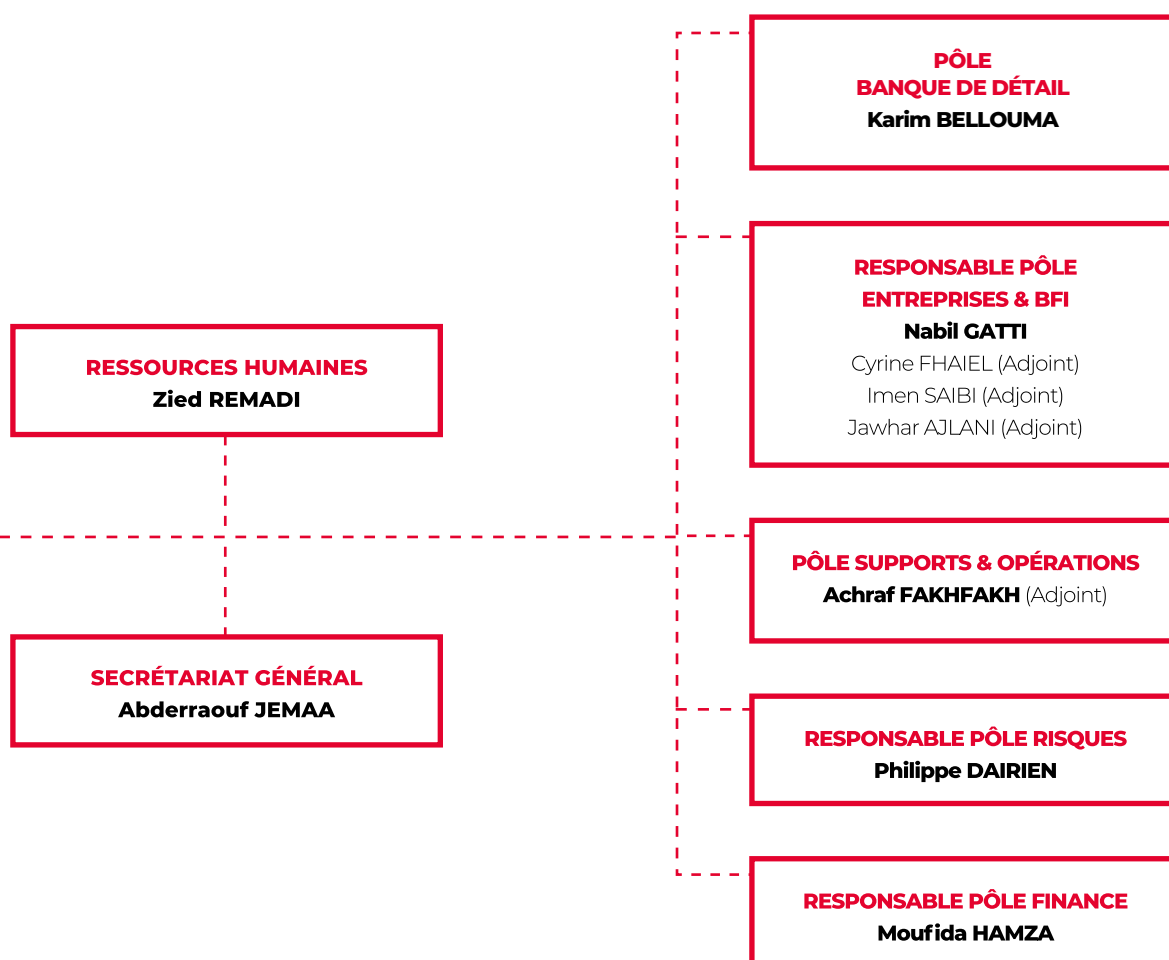 RESSOURCES HUMAINES
Zied REMADI
SECRÉTARIAT GÉNÉRAL
Abderraouf JEMAA
PÔLE
BANQUE DE DÉTAIL
Karim BELLOUMA
RESPONSABLE PÔLE
ENTREPRISES & BFI
Nabil GATTI
Cyrine FHAIEL (Adjoint)
Imen SAIBI (Adjoint)
Jawhar AJLANI (Adjoint)
PÔLE SUPPORTS & OPÉRATIONS
Achraf FAKHFAKH (Adjoint)
RESPONSABLE PÔLE RISQUES
Philippe DAIRIEN
RESPONSABLE PÔLE FINANCE
Moufida HAMZA